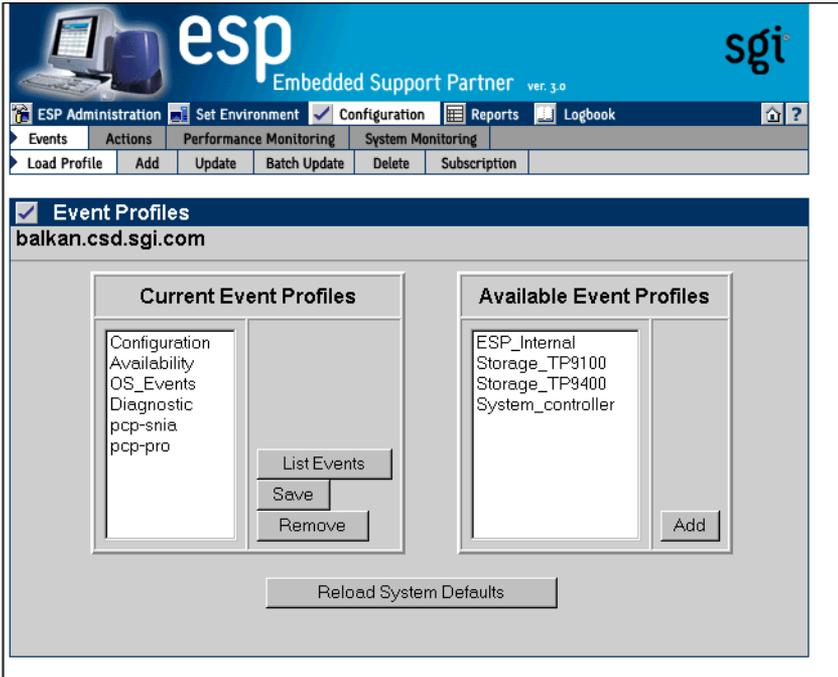 esp
sgi
Embedded Support Partner ver. 3.0
ESP Administration Set Environment Configuration Reports Logbook ?
Events Actions Performance Monitoring System Monitoring
Load Profile Add Update Batch Update Delete Subscription
Event Profiles
balkan.csd.sgi.com
Current Event Profiles
Configuration
Availability
OS_Events
Diagnostic
pcp-snia
pcp-pro
List Events
Save
Remove
Available Event Profiles
ESP_Internal
Storage_TP9100
Storage_TP9400
System_controller
Add
Reload System Defaults